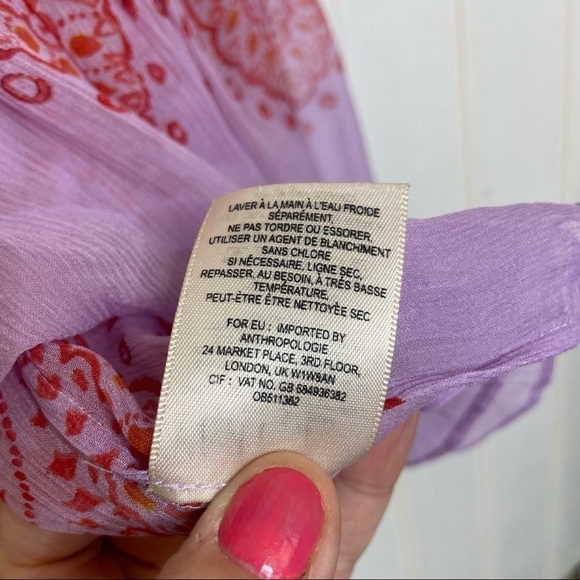 LAVER À LA MAIN À L'EAU FROIDE
SÉPARÉMENT,
NE PAS TORDRE OU ESSORER,
UTILISER UN AGENT DE BLANCHIMENT
SANS CHLORE
SI NÉCESSAIRE, LIGNE SEC,
REPASSER, AU BESOIN, À TRÈS BASSE
TEMPÉRATURE,
PEUT-ÊTRE ÊTRE NETTOYÉE SEC
FOR EU : IMPORTED BY
ANTHROPOLOGIE
24 MARKET PLACE, 3RD FLOOR,
LONDON, UK W1W8AN
CIF : VAT NO. GB 584936382
OB511362